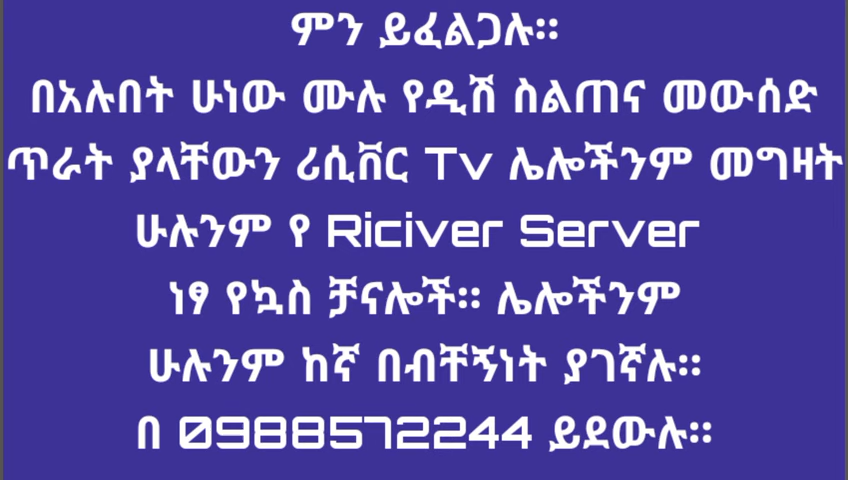 ምን ይፈልጋሉ።
በአሉበት ሁነው ሙሉ የዲሽ ስልጠና መውሰድ
ጥራት ያላቸውን ሪሲቨር Tv ሌሎችንም መግዛት
ሁሉንም የ Riciver Server
ነፃ የኳስ ቻናሎች። ሌሎችንም
ሁሉንም ከኛ በብቸኝነት ያገኛሉ።
በ 0988572244 ይደውሉ።